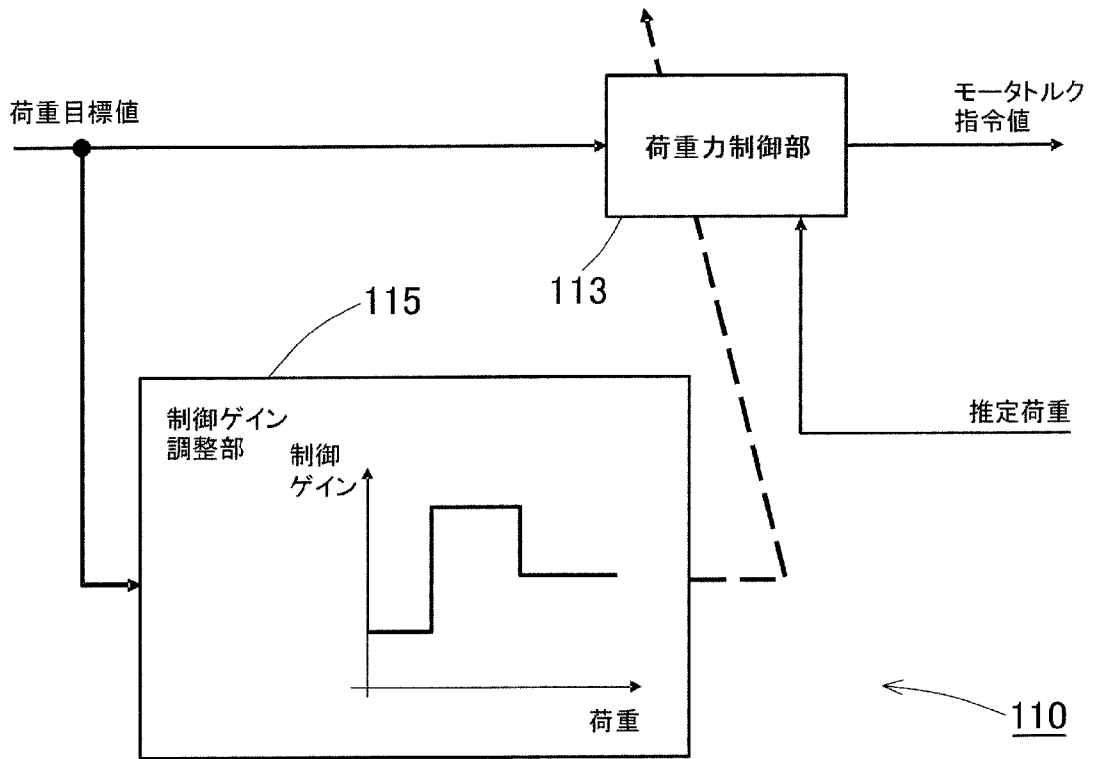 荷重目標値
荷重力制御部
モータトルク
指令値
113
115
推定荷重
制御ゲイン
調整部
制御
ゲイン
荷重
110